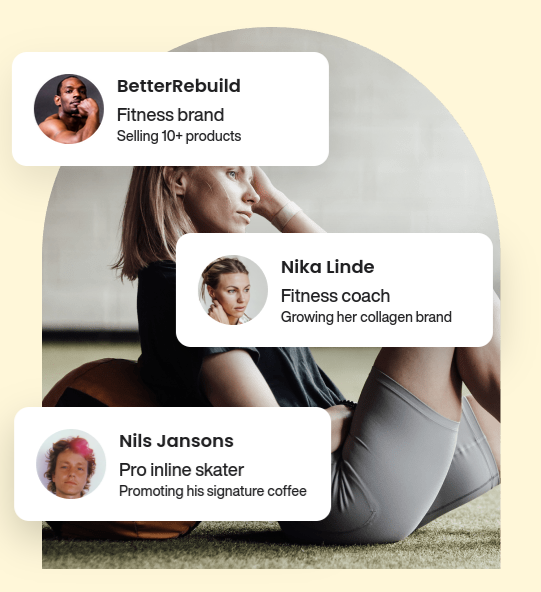 BetterRebuild
Fitness brand
Selling 10+ products
Nika Linde
Fitness coach
Growing her collagen brand
Nils Jansons
Pro inline skater
Promoting his signature coffee